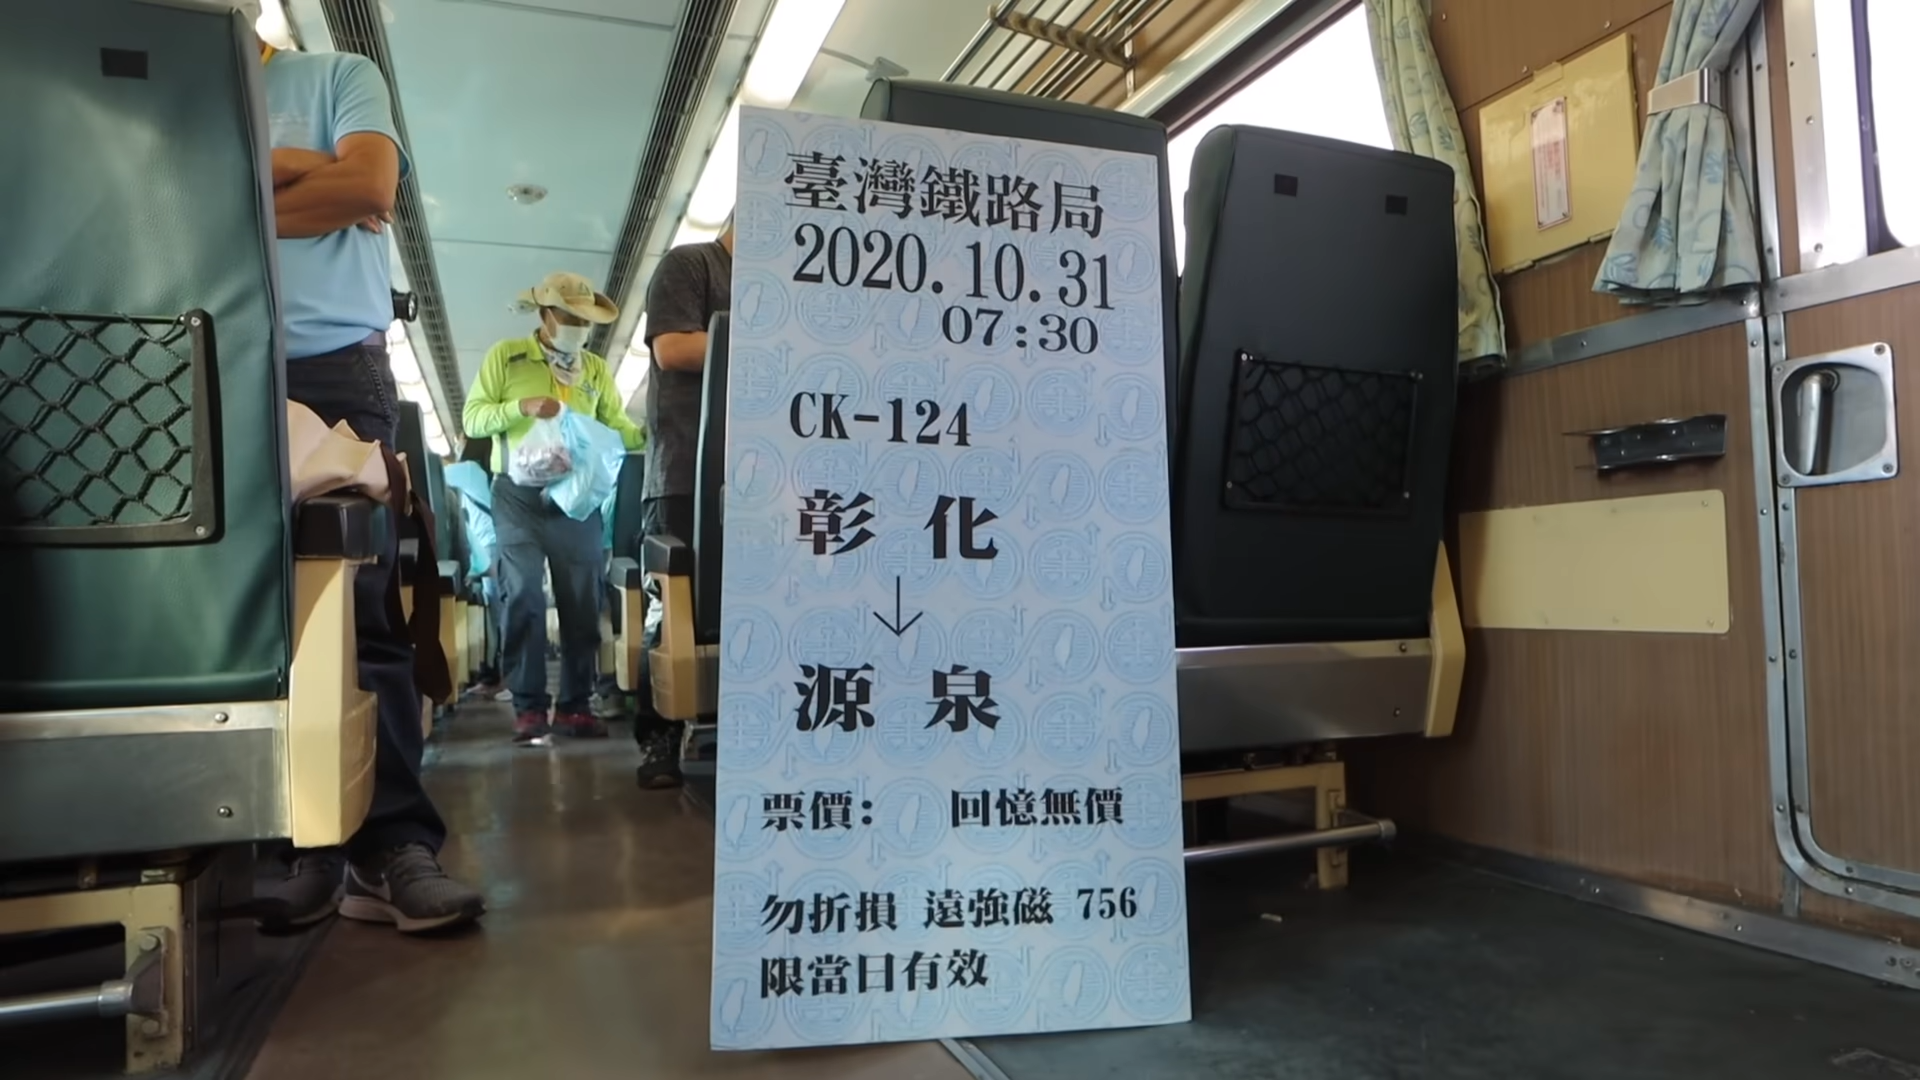 臺灣鐵路局
2020.10.31
07:30
CK-124
彰化
↓
源泉
票價: 回憶無價
勿折損 遠強磁 756
限當日有效